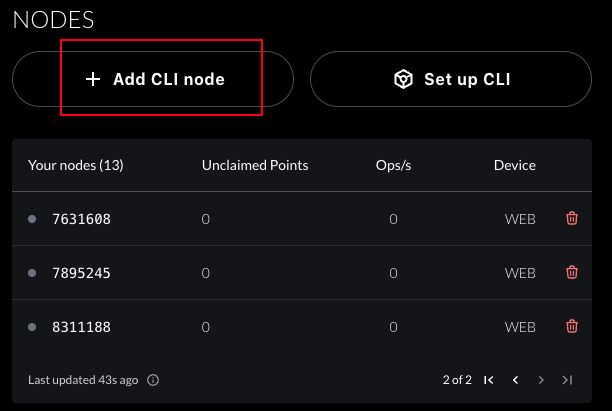 NODES
Add CLI node
Set up CLI
Your nodes (13) Unclaimed Points Ops/s Device
7631608 0 0 WEB
7895245 0 0 WEB
8311188 0 0 WEB
Last updated 43s ago 2 of 2